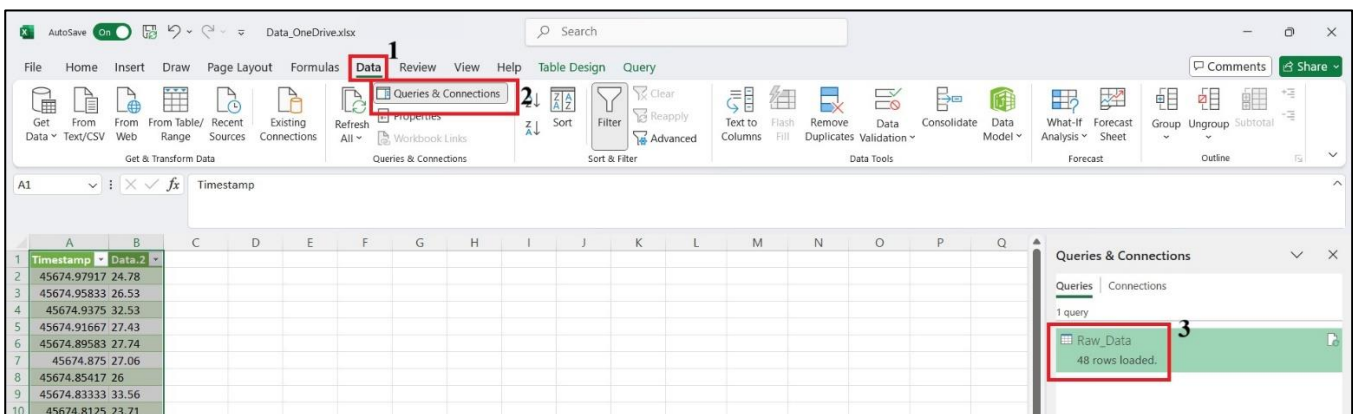 AutoSave On Data_OneDrive.xlsx Search
1
File Home Insert Draw Page Layout Formulas Data Review View Help Table Design Query Comments Share
Get Data From Text/CSV From Web From Table/ Range Recent Sources Existing Connections
Get & Transform Data
Refresh All Queries & Connections 2
Properties
Workbook Links
Queries & Connections
Sort Filter Clear
Reapply
Advanced
Sort & Filter
Text to Columns Flash Fill Remove Duplicates Data Validation Consolidate Data Model
Data Tools
What-If Analysis Forecast Sheet
Forecast
Group Ungroup Subtotal
Outline
A1 fx Timestamp
A B C D E F G H I J K L M N O P Q
1 Timestamp Data.2
2 45674.97917 24.78
3 45674.95833 26.53
4 45674.9375 32.53
5 45674.91667 27.43
6 45674.89583 27.74
7 45674.875 27.06
8 45674.85417 26
9 45674.83333 33.56
10 45674.8125 23.71
Queries & Connections
Queries Connections
1 query
3
Raw_Data
48 rows loaded.